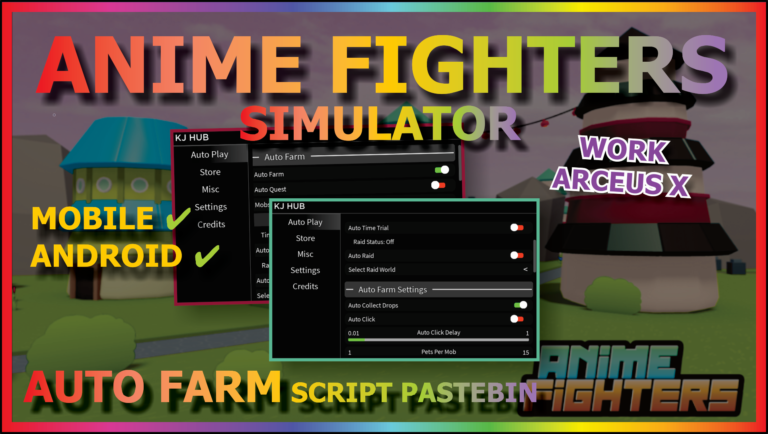 ANIME FIGHTERS
SIMULATOR
WORK
ARCEUS X
MOBILE ✔
ANDROID ✔
KJ HUB
Auto Play
Store
Misc
Settings
Credits
Auto Farm
Auto Farm
Auto Quest
KJ HUB
Auto Play
Store
Misc
Settings
Credits
Auto Time Trial
Raid Status: Off
Auto Raid
Select Raid World <
Auto Farm Settings
Auto Collect Drops
Auto Click
0.01 Auto Click Delay 1
1 Pets Per Mob 15
AUTO FARM SCRIPT PASTEBIN
ANIME
FIGHTERS